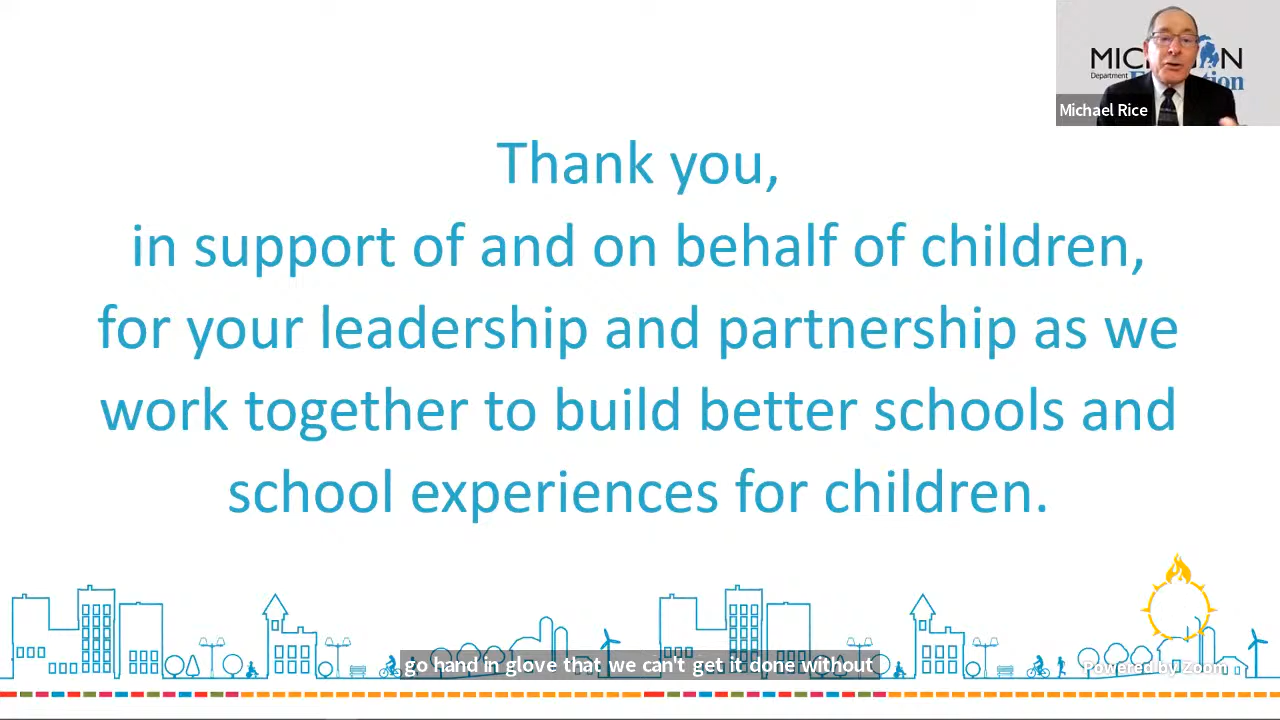 MICHIGAN
Department
Education
Michael Rice
Thank you,
in support of and on behalf of children,
for your leadership and partnership as we
work together to build better schools and
school experiences for children.
go hand in glove that we can't get it done without
Powered by Zoom